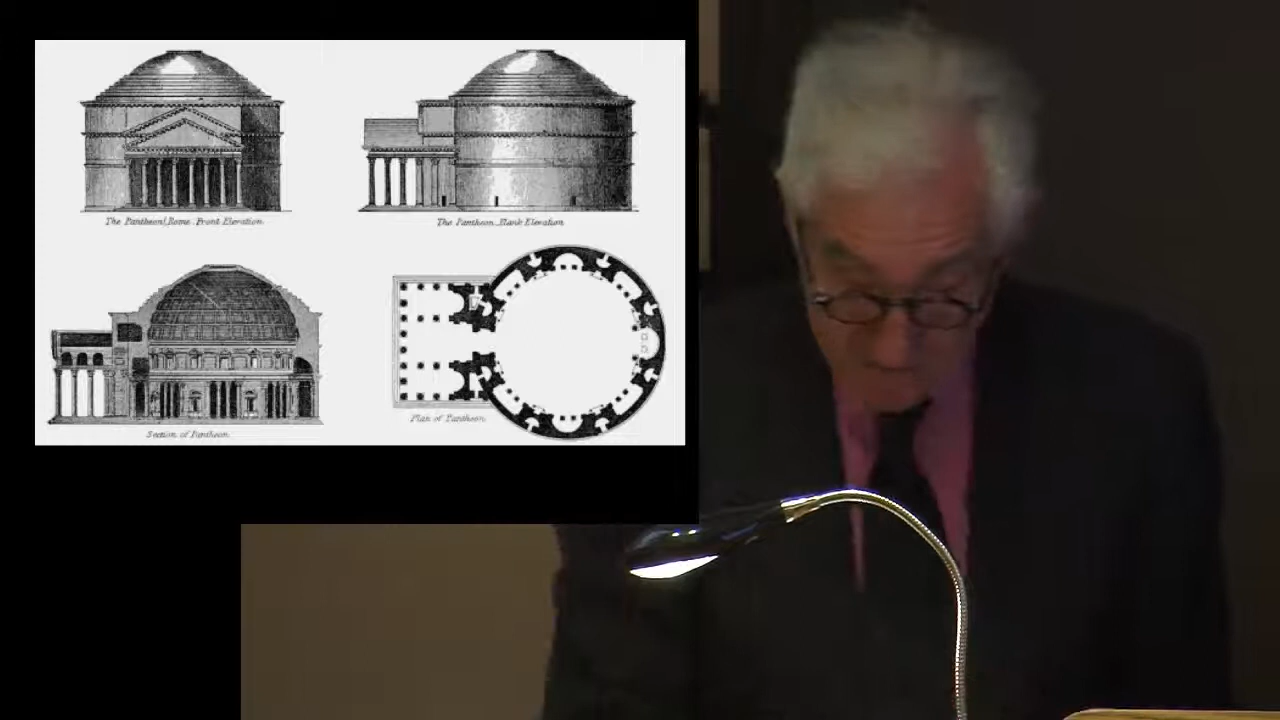 The Pantheon, Rome. Front Elevation.
The Pantheon. Flank Elevation
Section of Pantheon.
Plan of Pantheon.